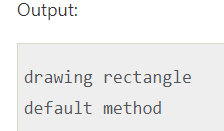 Output:
drawing rectangle
default method